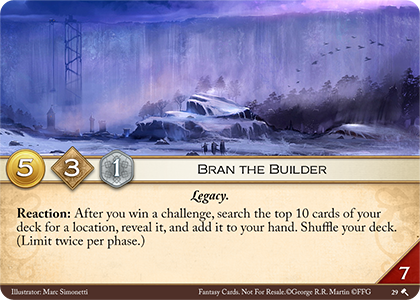 5 3 1 BRAN THE BUILDER
Legacy.
Reaction: After you win a challenge, search the top 10 cards of your
deck for a location, reveal it, and add it to your hand. Shuffle your deck.
(Limit twice per phase.)
7
Illustrator: Marc Simonetti Fantasy Cards. Not For Resale.©George R.R. Martin ©FFG 29